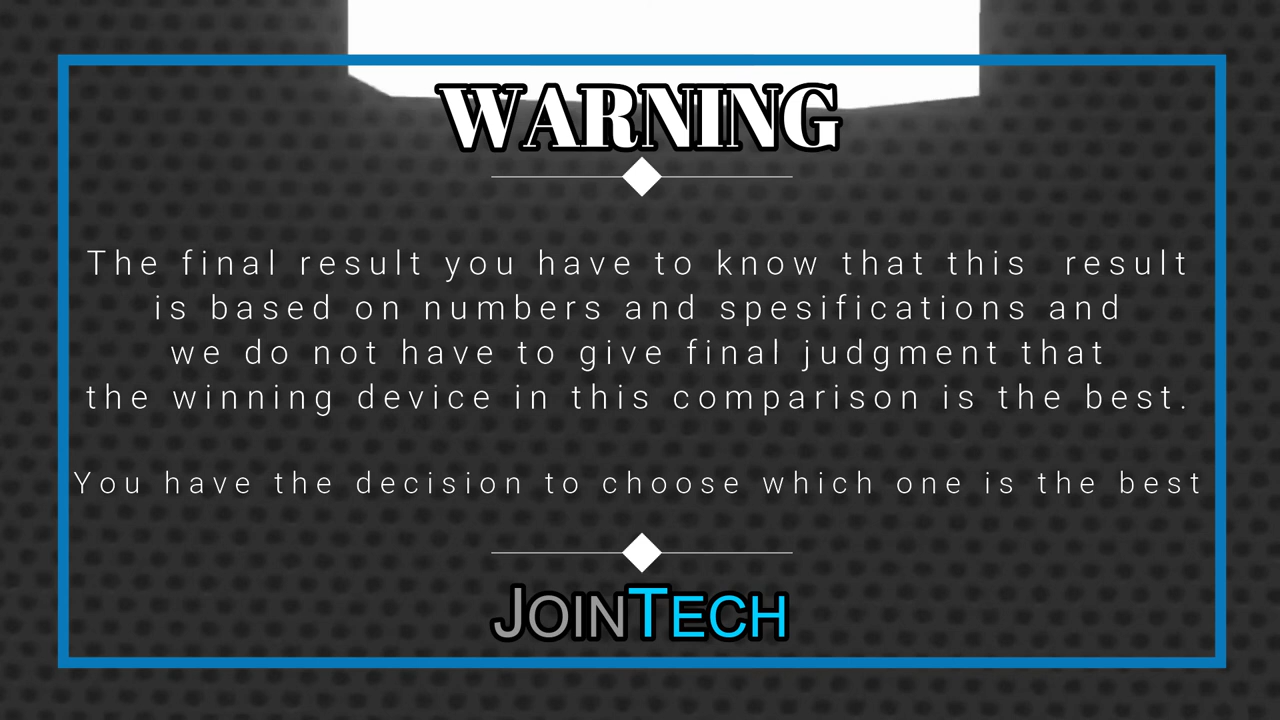 WARNING
The final result you have to know that this result
is based on numbers and spesifications and
we do not have to give final judgment that
the winning device in this comparison is the best.
You have the decision to choose which one is the best
JOINTECH